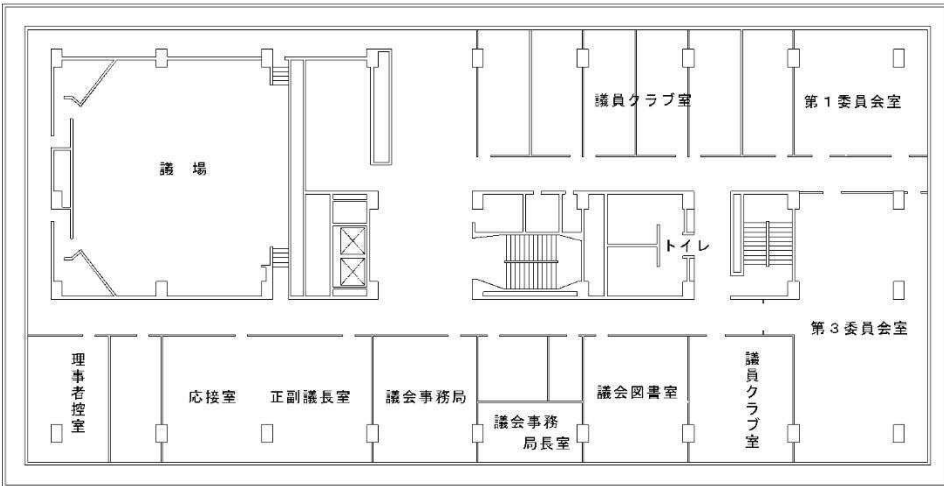 議員クラブ室
第１委員会室
議　場
トイレ
第３委員会室
理事者控室
応接室
正副議長室
議会事務局
議会事務
局長室
議会図書室
議員クラブ室